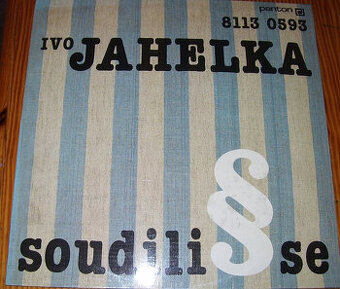 panton
8113 0593
IVO JAHELKA
soudili § se